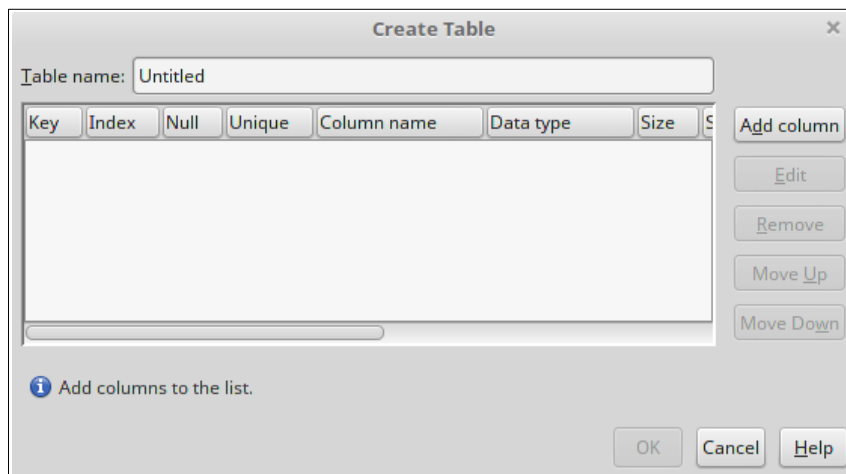 Create Table
Table name: Untitled
Key Index Null Unique Column name Data type Size S
Add column
Edit
Remove
Move Up
Move Down
Add columns to the list.
OK Cancel Help